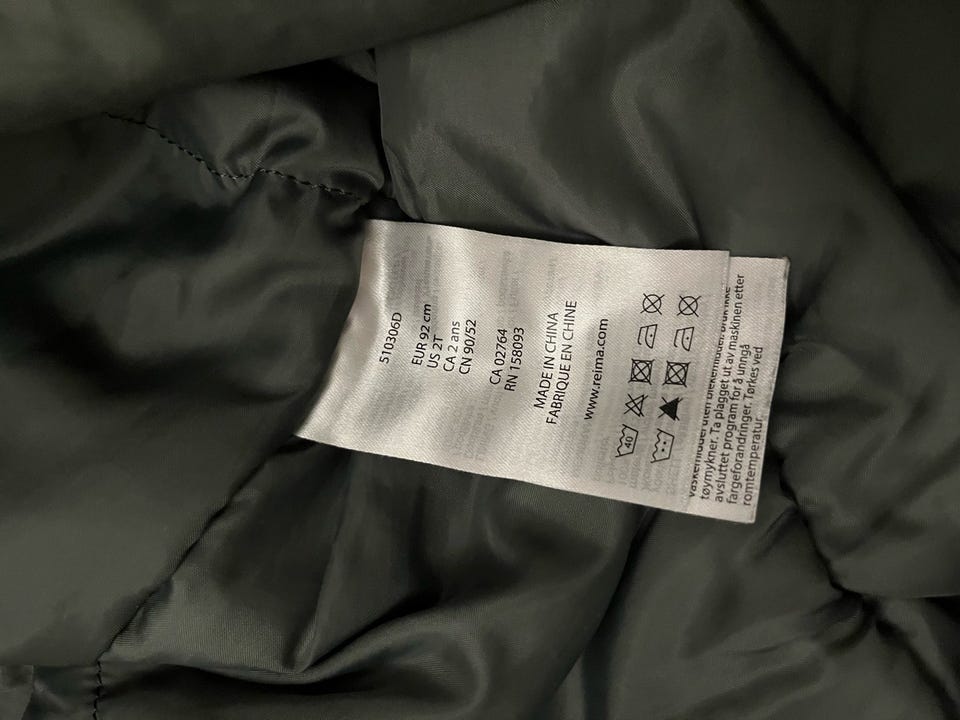 510306D
EUR 92 cm
US 2T
CA 2 ans
CN 90/52
CA 02764
RN 158093
MADE IN CHINA
FABRIQUE EN CHINE
www.reima.com
40
tøymykner. Ta plagget ut av maskinen etter
avsluttet program for å unngå
fargeforandringer. Tørkes ved
romtemperatur.